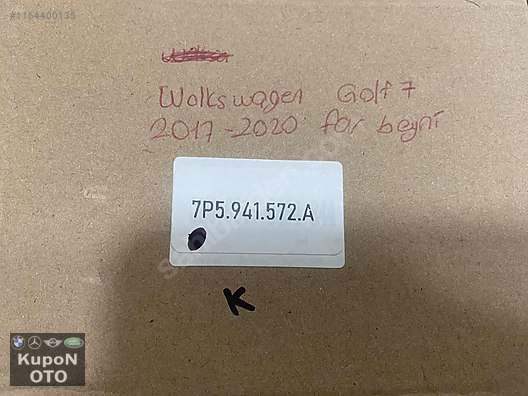 #1164400135
Wolkswagen Golf 7
2017-2020 far beyni
7P5.941.572.A
K
KupoN
OTO